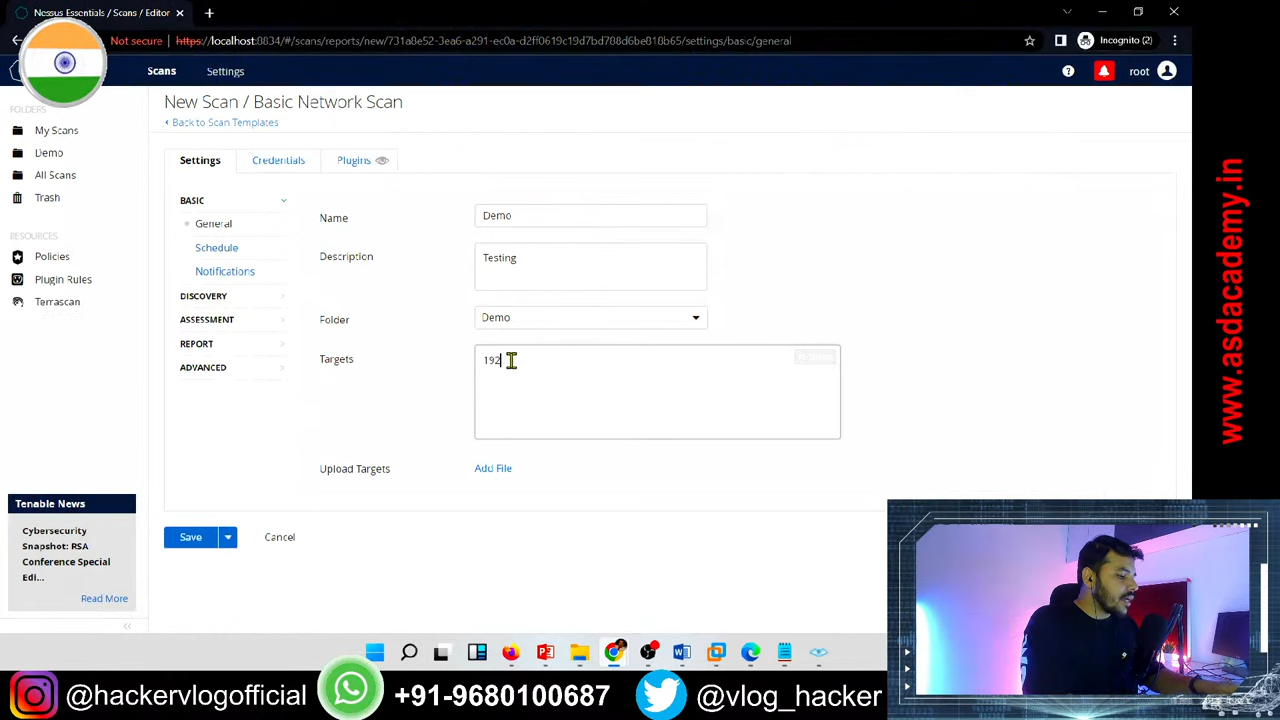 Nessus Essentials / Scans / Editor
Not secure
https://localhost:8834/#/scans/reports/new/731a8e52-3ep6-a291-ec0a-d2ff0619c19d7bd788d6be818b65/settings/basic/general
Incognito (2)
Scans
Settings
root
FOLDERS
My Scans
Demo
All Scans
Trash
RESOURCES
Policies
Plugin Rules
Terrascan
New Scan / Basic Network Scan
Back to Scan Templates
Settings
Credentials
Plugins
BASIC
General
Schedule
Notifications
DISCOVERY
ASSESSMENT
REPORT
ADVANCED
Name
Demo
Description
Testing
Folder
Demo
Targets
192
Upload Targets
Add File
Save
Cancel
Tenable News
Cybersecurity
Snapshot: RSA
Conference Special
Edi...
Read More
www.asdacademy.in
@hackervlogofficial
+91-9680100687
@vlog_hacker